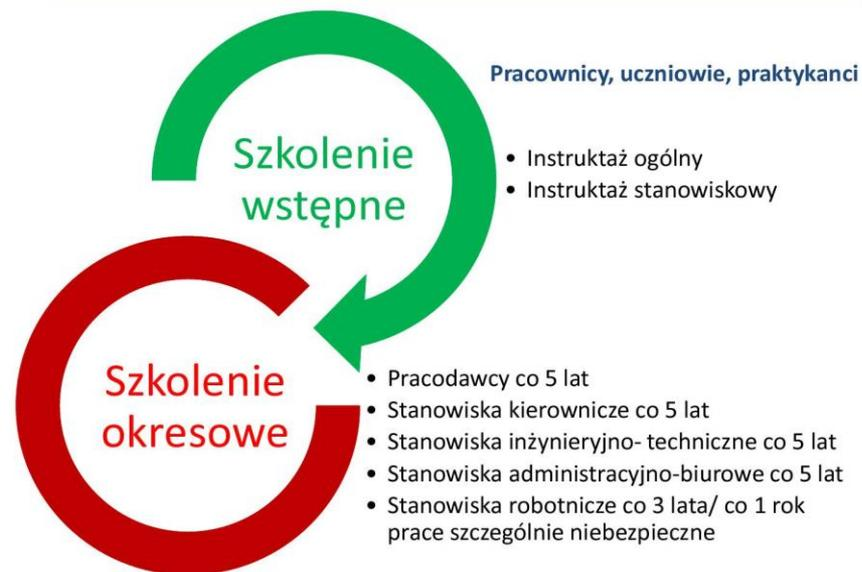 Pracownicy, uczniowie, praktykanci
Szkolenie
wstępne
• Instruktaż ogólny
• Instruktaż stanowiskowy
Szkolenie
okresowe
• Pracodawcy co 5 lat
• Stanowiska kierownicze co 5 lat
• Stanowiska inżynieryjno- techniczne co 5 lat
• Stanowiska administracyjno-biurowe co 5 lat
• Stanowiska robotnicze co 3 lata/ co 1 rok
prace szczególnie niebezpieczne